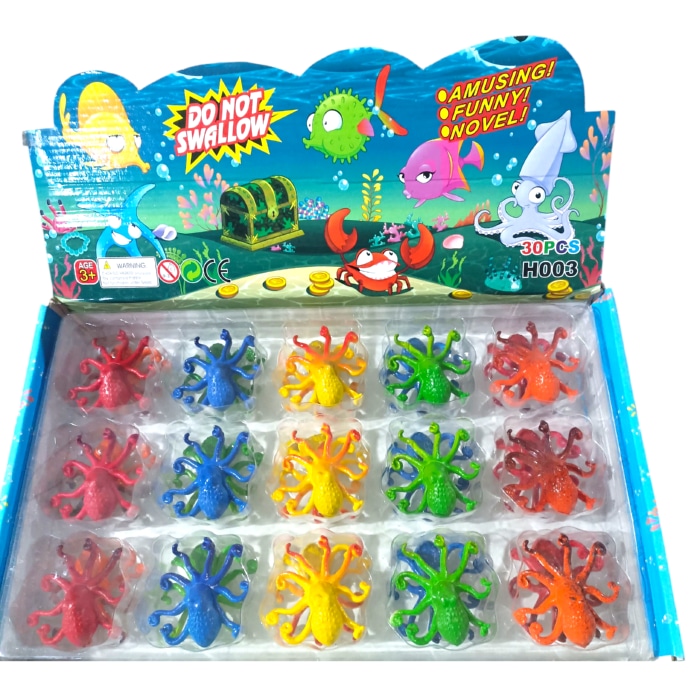 DO NOT
SWALLOW
AMUSING!
FUNNY!
NOVEL!
30PCS
H003
AGE
3+
WARNING
CE